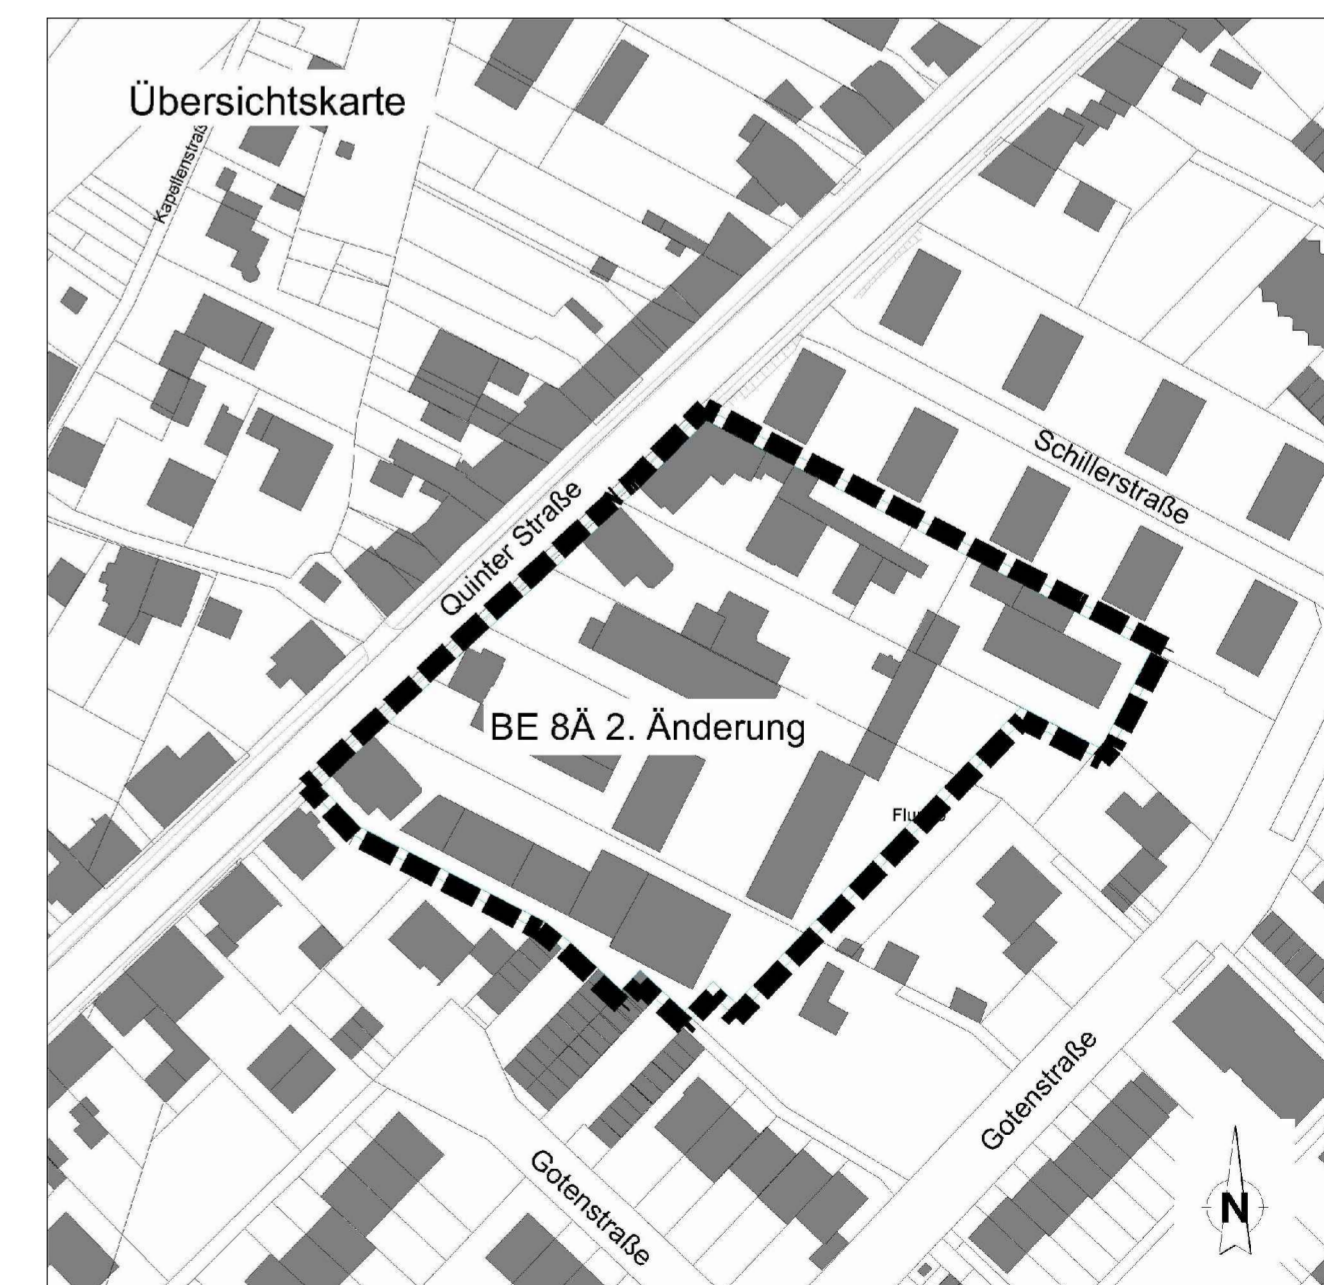 Übersichtskarte
Kapellenstraß
Schillerstraße
Quinter Straße
BE 8Ä 2. Änderung
Gotenstraße
Gotenstraße
N